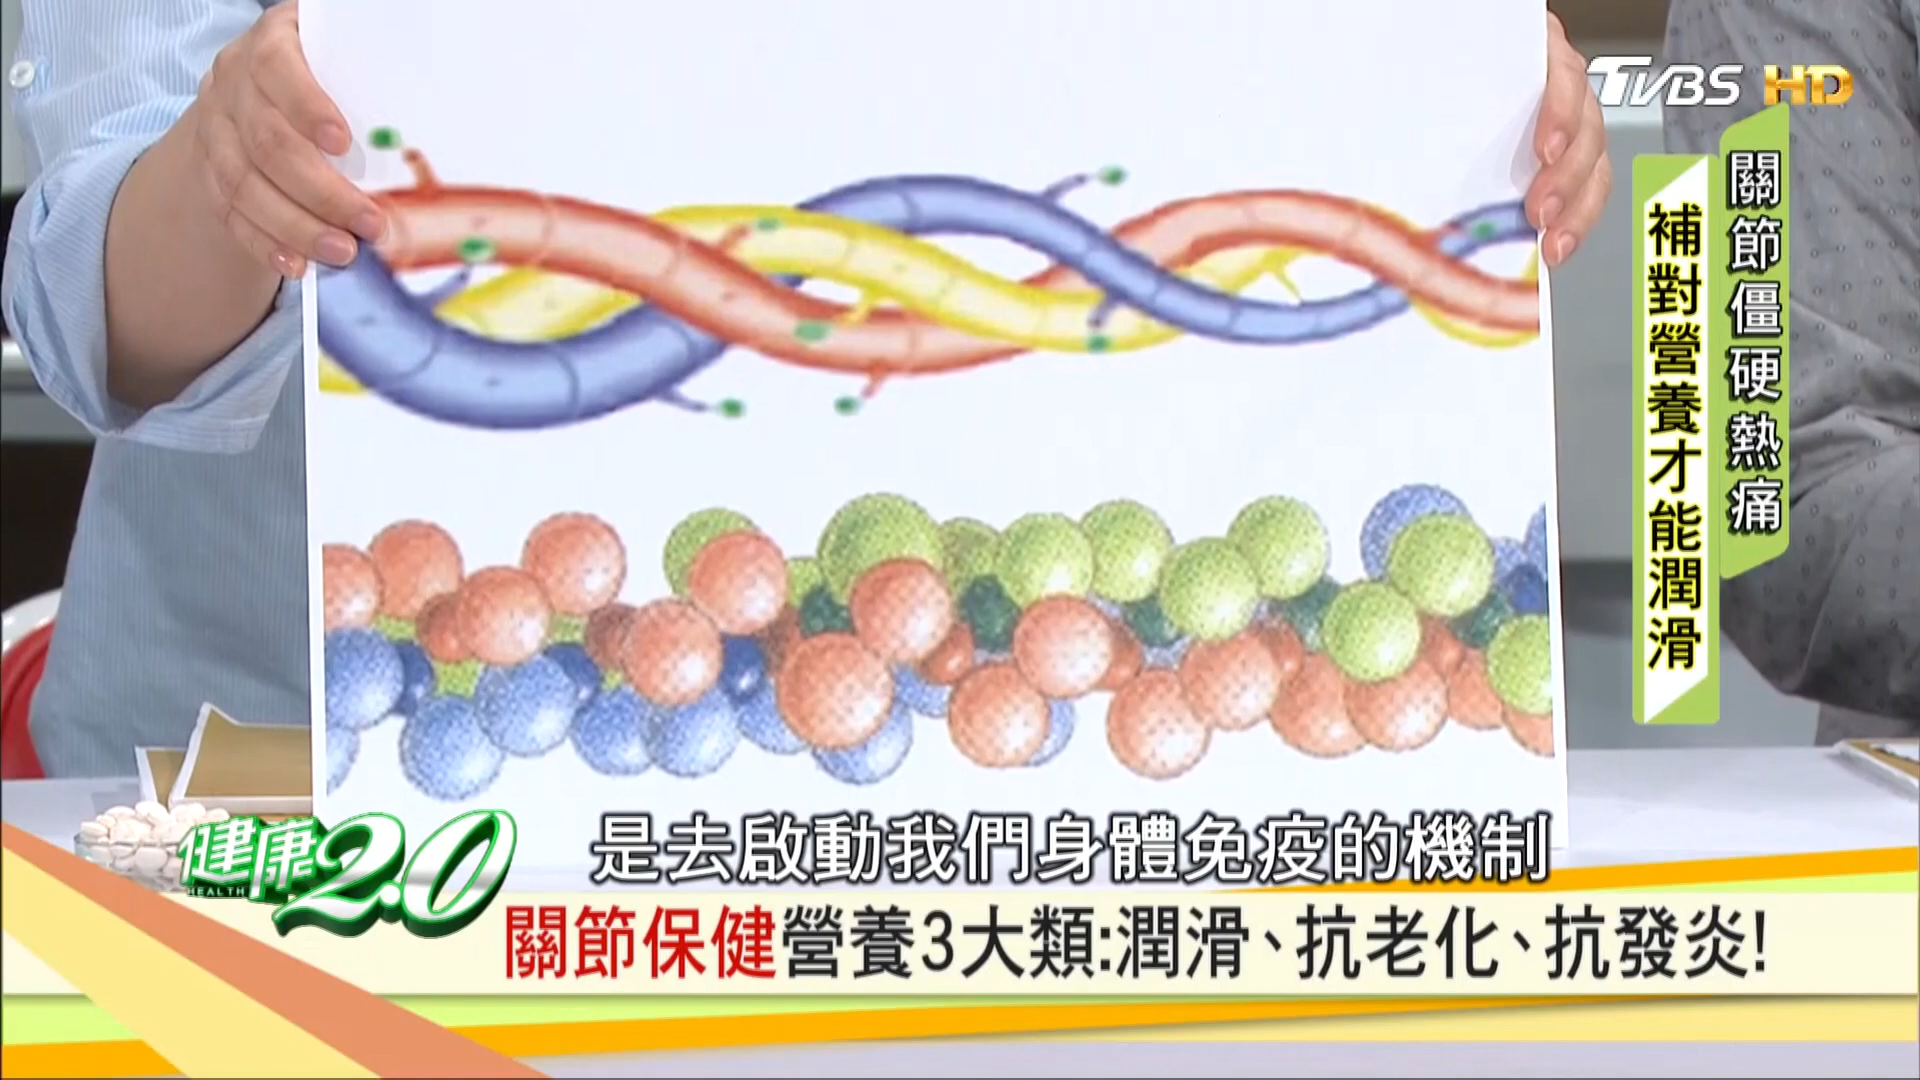 TVBS HD
關節僵硬熱痛
補對營養才能潤滑
健康2.0
HEALTH
是去啟動我們身體免疫的機制
關節保健營養3大類:潤滑、抗老化、抗發炎!